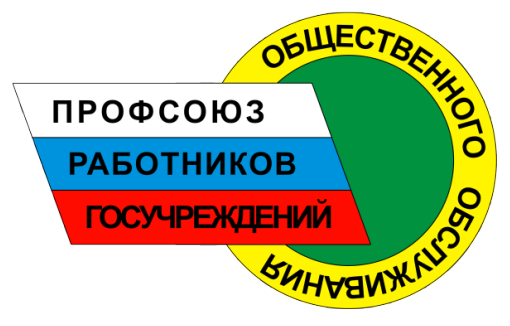 ПРОФСОЮЗ
РАБОТНИКОВ
ГОСУЧРЕЖДЕНИЙ
ОБЩЕСТВЕННОГО ОБСЛУЖИВАНИЯ